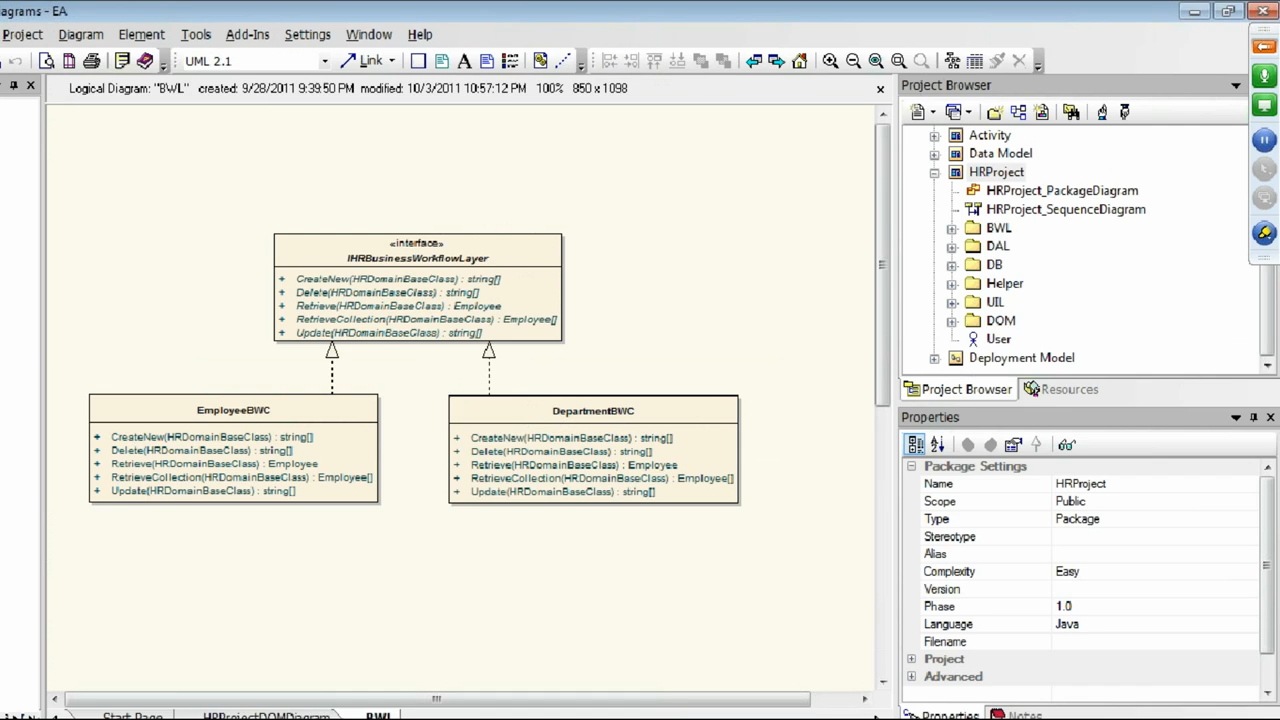 agrams - EA
Project Diagram Element Tools Add-Ins Settings Window Help
UML 2.1
Link
A
Logical Diagram: "BWL" created: 9/28/2011 9:39:50 PM modified: 10/3/2011 10:57:12 PM 100% 850 x 1098
«interface»
IHRBusinessWorkflowLayer
+ CreateNew(HRDomainBaseClass) : string[]
+ Delete(HRDomainBaseClass) : string[]
+ Retrieve(HRDomainBaseClass) : Employee
+ RetrieveCollection(HRDomainBaseClass) : Employee[]
+ Update(HRDomainBaseClass) : string[]
EmployeeBWC
+ CreateNew(HRDomainBaseClass) : string[]
+ Delete(HRDomainBaseClass) : string[]
+ Retrieve(HRDomainBaseClass) : Employee
+ RetrieveCollection(HRDomainBaseClass) : Employee[]
+ Update(HRDomainBaseClass) : string[]
DepartmentBWC
+ CreateNew(HRDomainBaseClass) : string[]
+ Delete(HRDomainBaseClass) : string[]
+ Retrieve(HRDomainBaseClass) : Employee
+ RetrieveCollection(HRDomainBaseClass) : Employee[]
+ Update(HRDomainBaseClass) : string[]
Start Page HRProjectDOMDiagram BWL
Project Browser
Activity
Data Model
HRProject
HRProject_PackageDiagram
HRProject_SequenceDiagram
BWL
DAL
DB
Helper
UIL
DOM
User
Deployment Model
Project Browser Resources
Properties
Package Settings
Name HRProject
Scope Public
Type Package
Stereotype
Alias
Complexity Easy
Version
Phase 1.0
Language Java
Filename
Project
Advanced
Properties Notes